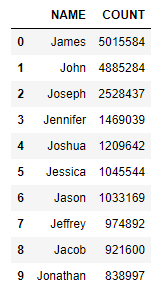 NAME COUNT
0 James 5015584
1 John 4885284
2 Joseph 2528437
3 Jennifer 1469039
4 Joshua 1209642
5 Jessica 1045544
6 Jason 1033169
7 Jeffrey 974892
8 Jacob 921600
9 Jonathan 838997